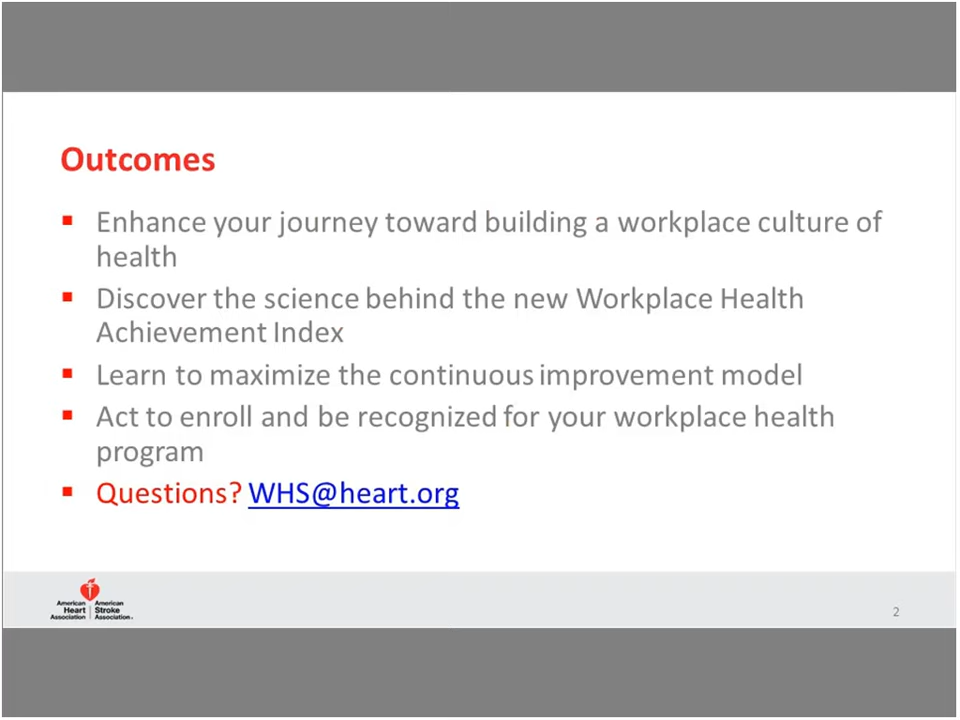 Outcomes
▪ Enhance your journey toward building a workplace culture of
health
▪ Discover the science behind the new Workplace Health
Achievement Index
▪ Learn to maximize the continuous improvement model
▪ Act to enroll and be recognized for your workplace health
program
▪ Questions? WHS@heart.org
American Heart Association
American Stroke Association.
2